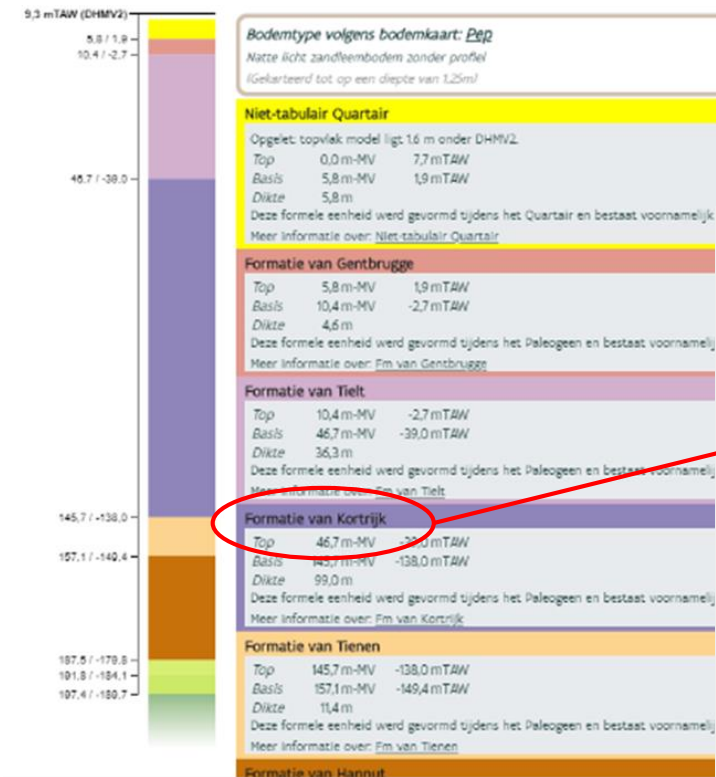 9,3 mTAW (DHMV2)
5,8 / 1,9
10,4 / -2,7
46,7 / -39,0
145,7 / -138,0
157,1 / -149,4
187,5 / -179,8
191,8 / -184,1
197,4 / -189,7
Bodemtype volgens bodemkaart: Pep
Natte licht zandleembodem zonder profiel
(Gekarteerd tot op een diepte van 1,25m)
Niet-tabulair Quartair
Opgelet: topvlak model ligt 1.6 m onder DHMV2.
Top 0,0 m-MV 7,7 mTAW
Basis 5,8 m-MV 1,9 mTAW
Dikte 5,8 m
Deze formele eenheid werd gevormd tijdens het Quartair en bestaat voornamelijk
Meer informatie over: Niet-tabulair Quartair
Formatie van Gentbrugge
Top 5,8 m-MV 1,9 mTAW
Basis 10,4 m-MV -2,7 mTAW
Dikte 4,6 m
Deze formele eenheid werd gevormd tijdens het Paleogeen en bestaat voornamelij
Meer informatie over: Fm van Gentbrugge
Formatie van Tielt
Top 10,4 m-MV -2,7 mTAW
Basis 46,7 m-MV -39,0 mTAW
Dikte 36,3 m
Deze formele eenheid werd gevormd tijdens het Paleogeen en bestaat voornamelij
Meer informatie over: Fm van Tielt
Formatie van Kortrijk
Top 46,7 m-MV -39,0 mTAW
Basis 145,7 m-MV -138,0 mTAW
Dikte 99,0 m
Deze formele eenheid werd gevormd tijdens het Paleogeen en bestaat voornamelij
Meer informatie over: Fm van Kortrijk
Formatie van Tienen
Top 145,7 m-MV -138,0 mTAW
Basis 157,1 m-MV -149,4 mTAW
Dikte 11,4 m
Deze formele eenheid werd gevormd tijdens het Paleogeen en bestaat voornamelij
Meer informatie over: Fm van Tienen
Formatie van Hannut